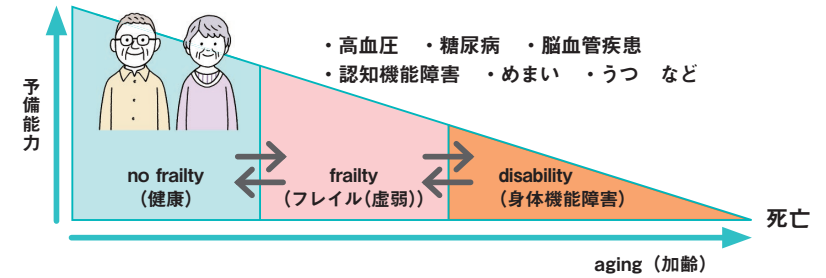 ・高血圧　・糖尿病　・脳血管疾患
・認知機能障害　・めまい　・うつ　など
予備能力
no frailty
（健康）
frailty
（フレイル（虚弱））
disability
（身体機能障害）
死亡
aging（加齢）